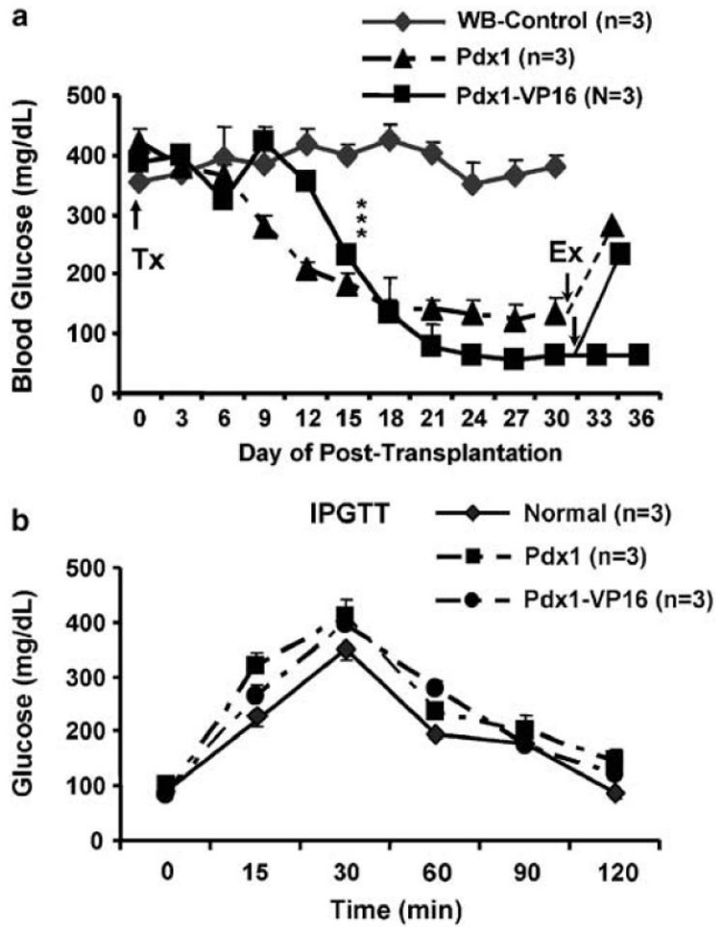 a
WB-Control (n=3)
Pdx1 (n=3)
Pdx1-VP16 (N=3)
Blood Glucose (mg/dL)
500
400
300
200
100
0
Tx
***
Ex
0 3 6 9 12 15 18 21 24 27 30 33 36
Day of Post-Transplantation
b
IPGTT
Normal (n=3)
Pdx1 (n=3)
Pdx1-VP16 (n=3)
Glucose (mg/dL)
500
400
300
200
100
0
0 15 30 60 90 120
Time (min)